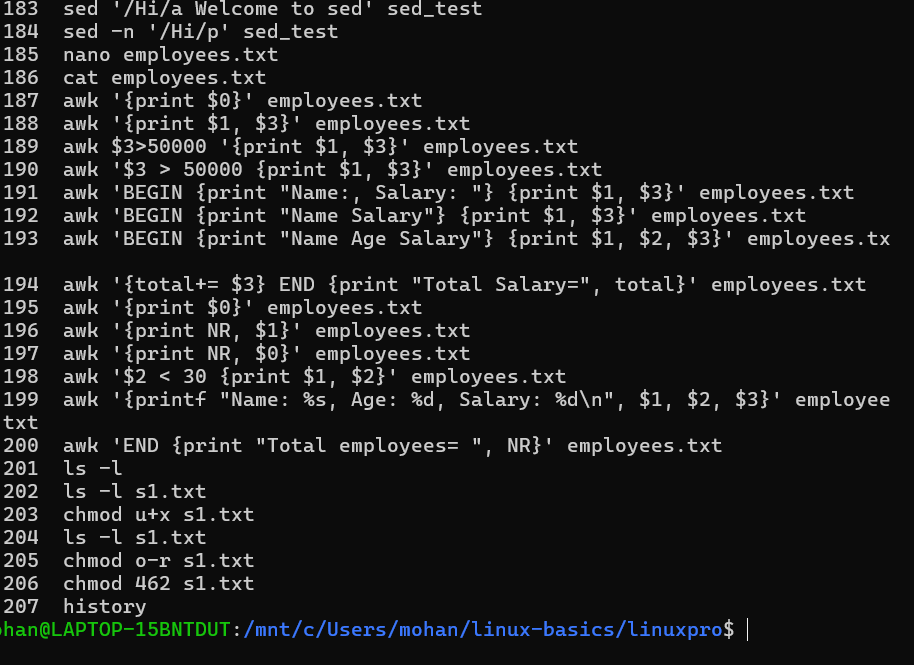 183  sed '/Hi/a Welcome to sed' sed_test
184  sed -n '/Hi/p' sed_test
185  nano employees.txt
186  cat employees.txt
187  awk '{print $0}' employees.txt
188  awk '{print $1, $3}' employees.txt
189  awk $3>50000 '{print $1, $3}' employees.txt
190  awk '$3 > 50000 {print $1, $3}' employees.txt
191  awk 'BEGIN {print "Name:, Salary: "} {print $1, $3}' employees.txt
192  awk 'BEGIN {print "Name Salary"} {print $1, $3}' employees.txt
193  awk 'BEGIN {print "Name Age Salary"} {print $1, $2, $3}' employees.tx
194  awk '{total+= $3} END {print "Total Salary=", total}' employees.txt
195  awk '{print $0}' employees.txt
196  awk '{print NR, $1}' employees.txt
197  awk '{print NR, $0}' employees.txt
198  awk '$2 < 30 {print $1, $2}' employees.txt
199  awk '{printf "Name: %s, Age: %d, Salary: %d\n", $1, $2, $3}' employee
txt
200  awk 'END {print "Total employees= ", NR}' employees.txt
201  ls -l
202  ls -l s1.txt
203  chmod u+x s1.txt
204  ls -l s1.txt
205  chmod o-r s1.txt
206  chmod 462 s1.txt
207  history
ohan@LAPTOP-15BNTDUT:/mnt/c/Users/mohan/linux-basics/linuxpro$